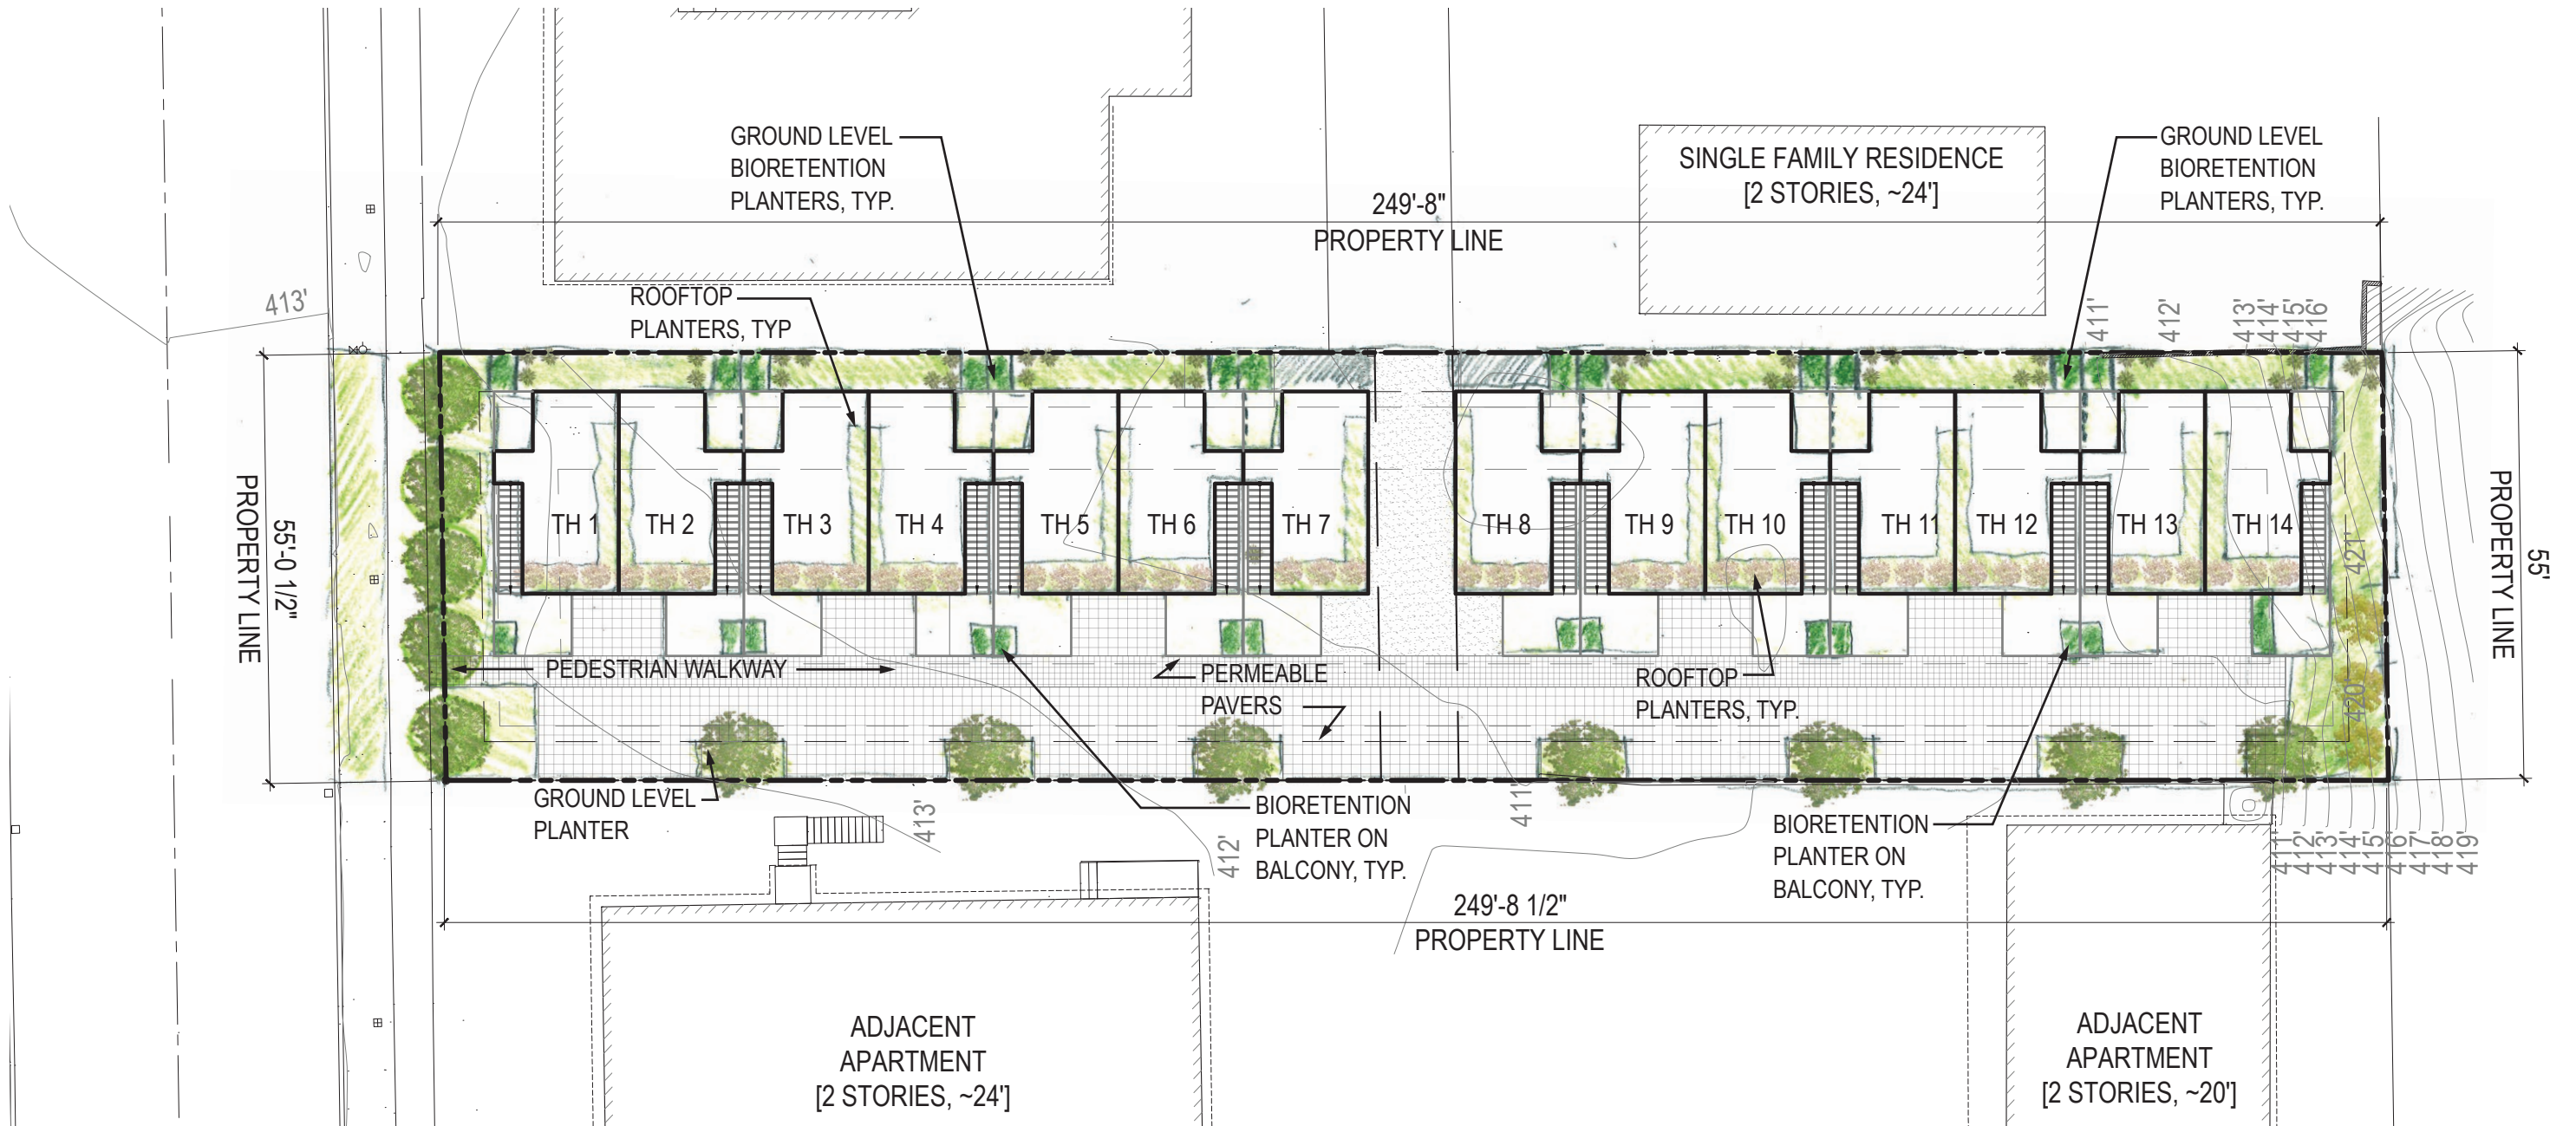 GROUND LEVEL
BIORETENTION
PLANTERS, TYP.
SINGLE FAMILY RESIDENCE
[2 STORIES, ~24']
GROUND LEVEL
BIORETENTION
PLANTERS, TYP.
249'-8"
PROPERTY LINE
413'
ROOFTOP
PLANTERS, TYP
411'
412'
413'
414'
415'
416'
PROPERTY LINE
55'-0 1/2"
TH 1
TH 2
TH 3
TH 4
TH 5
TH 6
TH 7
TH 8
TH 9
TH 10
TH 11
TH 12
TH 13
TH 14
421'
420'
PROPERTY LINE
55'
PEDESTRIAN WALKWAY
PERMEABLE
PAVERS
ROOFTOP
PLANTERS, TYP.
GROUND LEVEL
PLANTER
413'
412'
BIORETENTION
PLANTER ON
BALCONY, TYP.
411'
BIORETENTION
PLANTER ON
BALCONY, TYP.
411'
412'
413'
414'
415'
416'
417'
418'
419'
249'-8 1/2"
PROPERTY LINE
ADJACENT
APARTMENT
[2 STORIES, ~24']
ADJACENT
APARTMENT
[2 STORIES, ~20']